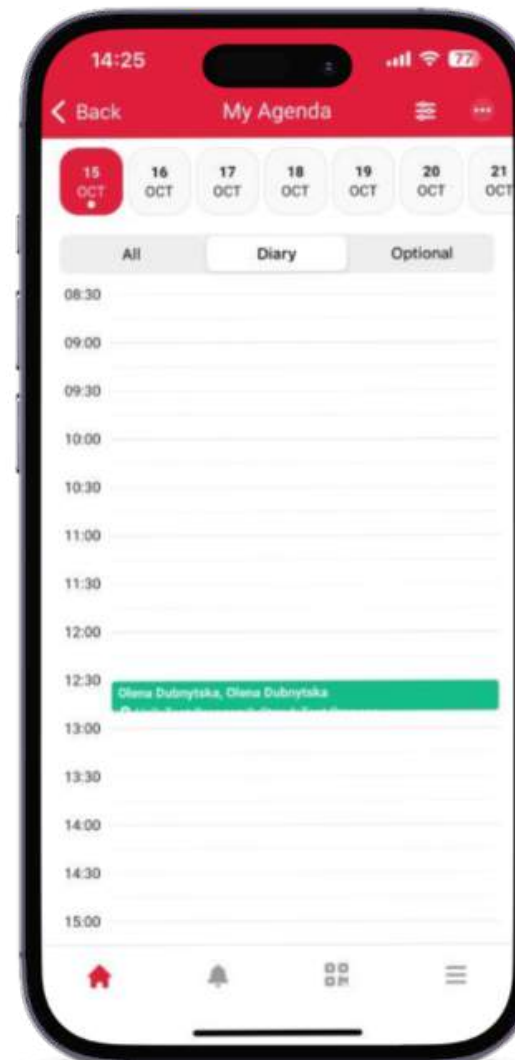 14:25
77
Back
My Agenda
15 OCT
16 OCT
17 OCT
18 OCT
19 OCT
20 OCT
21 OCT
All
Diary
Optional
08:30
09:00
09:30
10:00
10:30
11:00
11:30
12:00
12:30
Olena Dubnytska, Olena Dubnytska
13:00
13:30
14:00
14:30
15:00